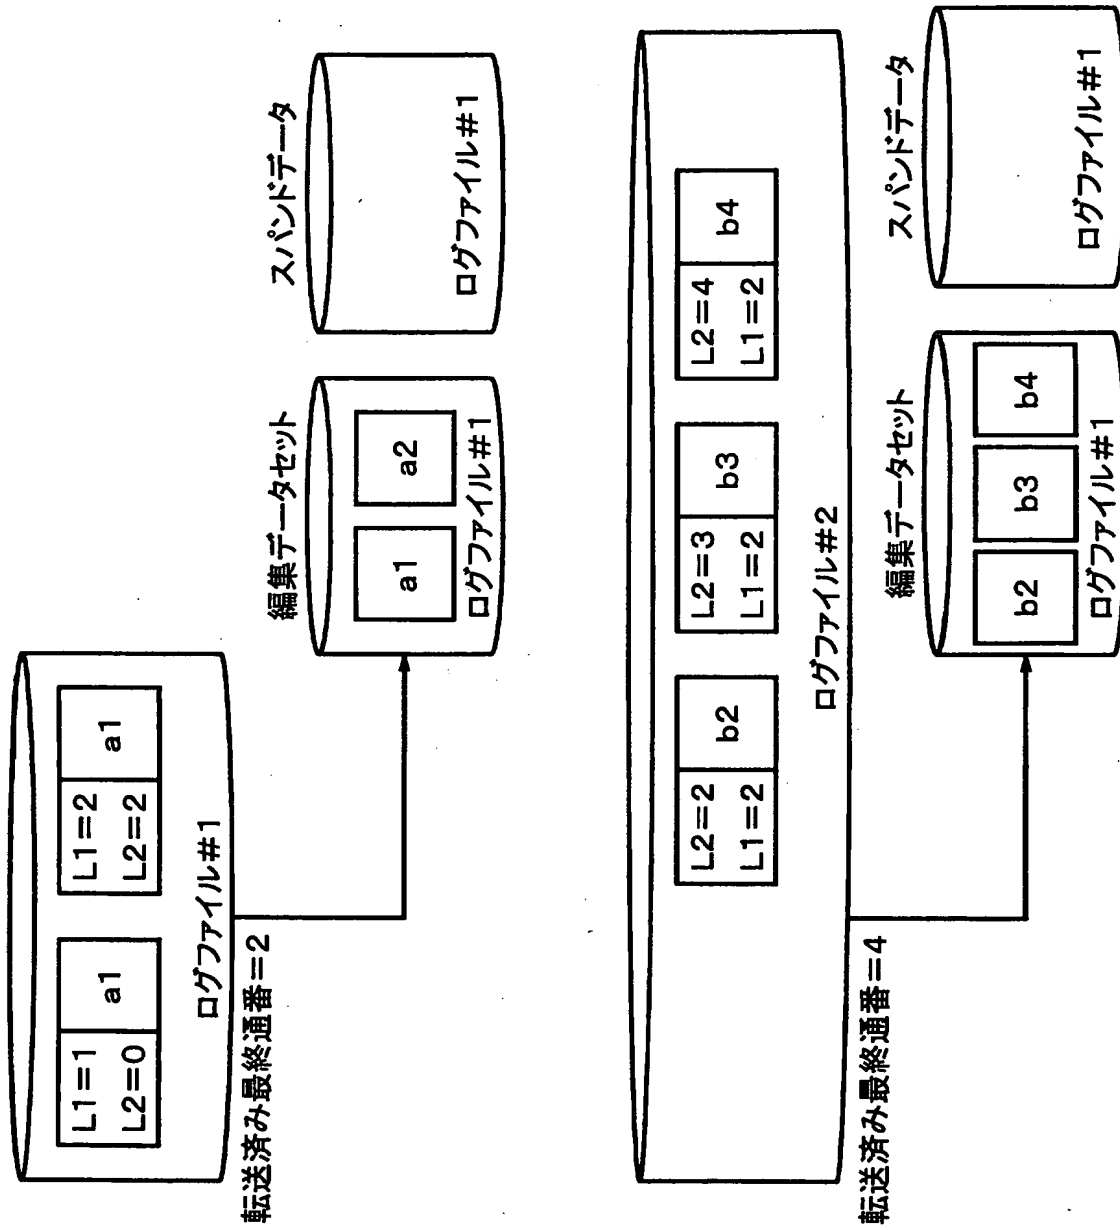 L1=1
L2=0
a1
L1=2
L2=2
a1
ログファイル#1
転送済み最終通番=2
編集データセット
a1
a2
ログファイル#1
スパンドデータ
ログファイル#1
L2=2
L1=2
b2
L2=3
L1=2
b3
L2=4
L1=2
b4
ログファイル#2
転送済み最終通番=4
編集データセット
b2
b3
b4
ログファイル#1
スパンドデータ
ログファイル#1